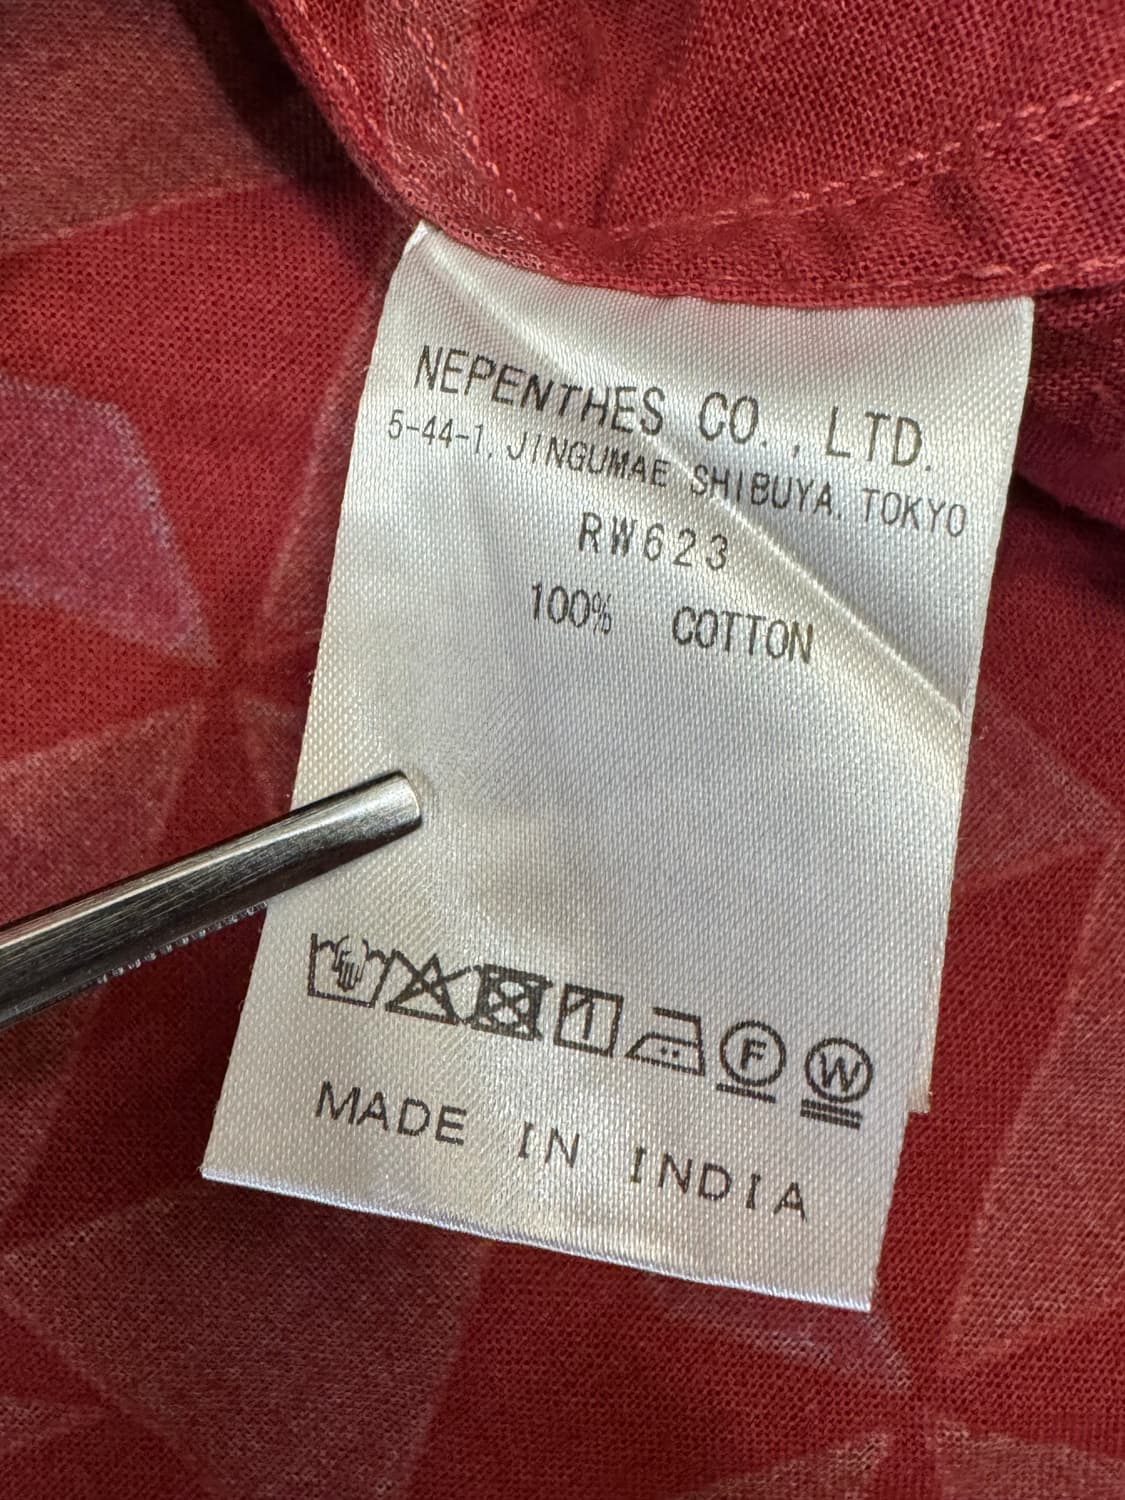 NEPENTHES CO., LTD.
5-44-1, JINGUMAE SHIBUYA, TOKYO
RW623
100% COTTON
F W
MADE IN INDIA